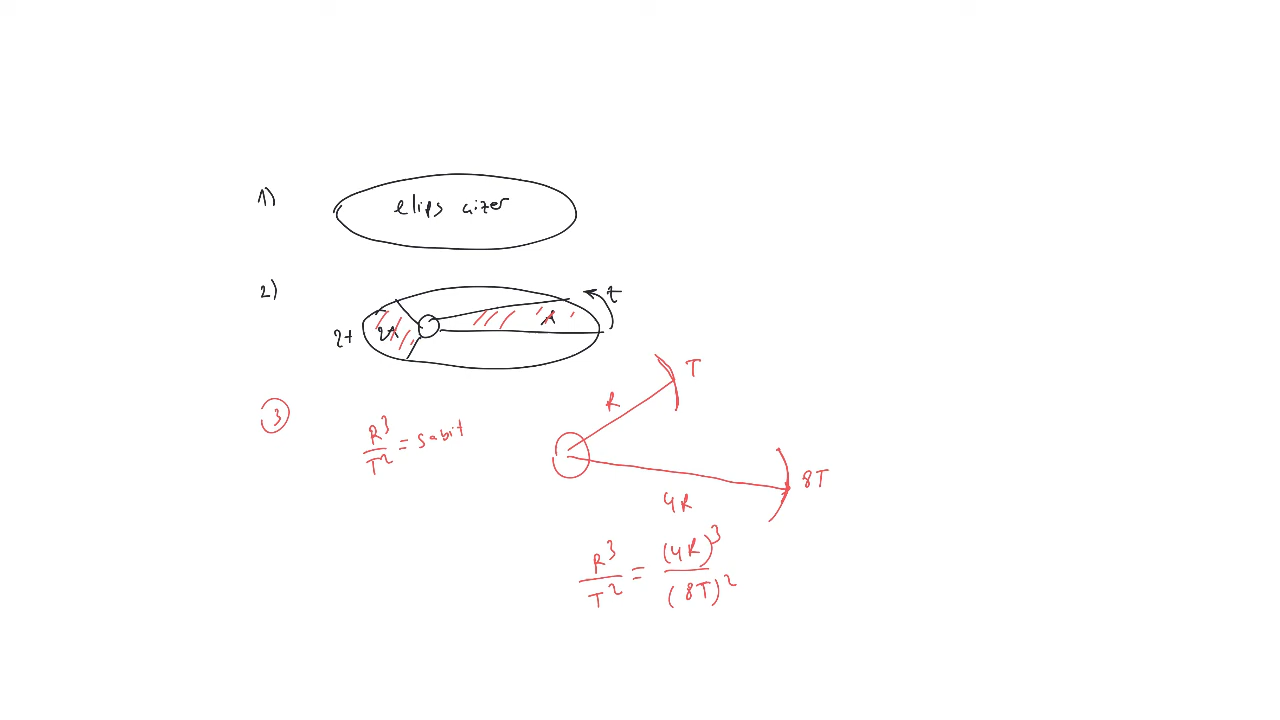 1)
elips çizer
2)
t
2t
2A
A
3
R³/T² = sabit
R
T
4R
8T
R³/T² = (4R)³/(8T)²